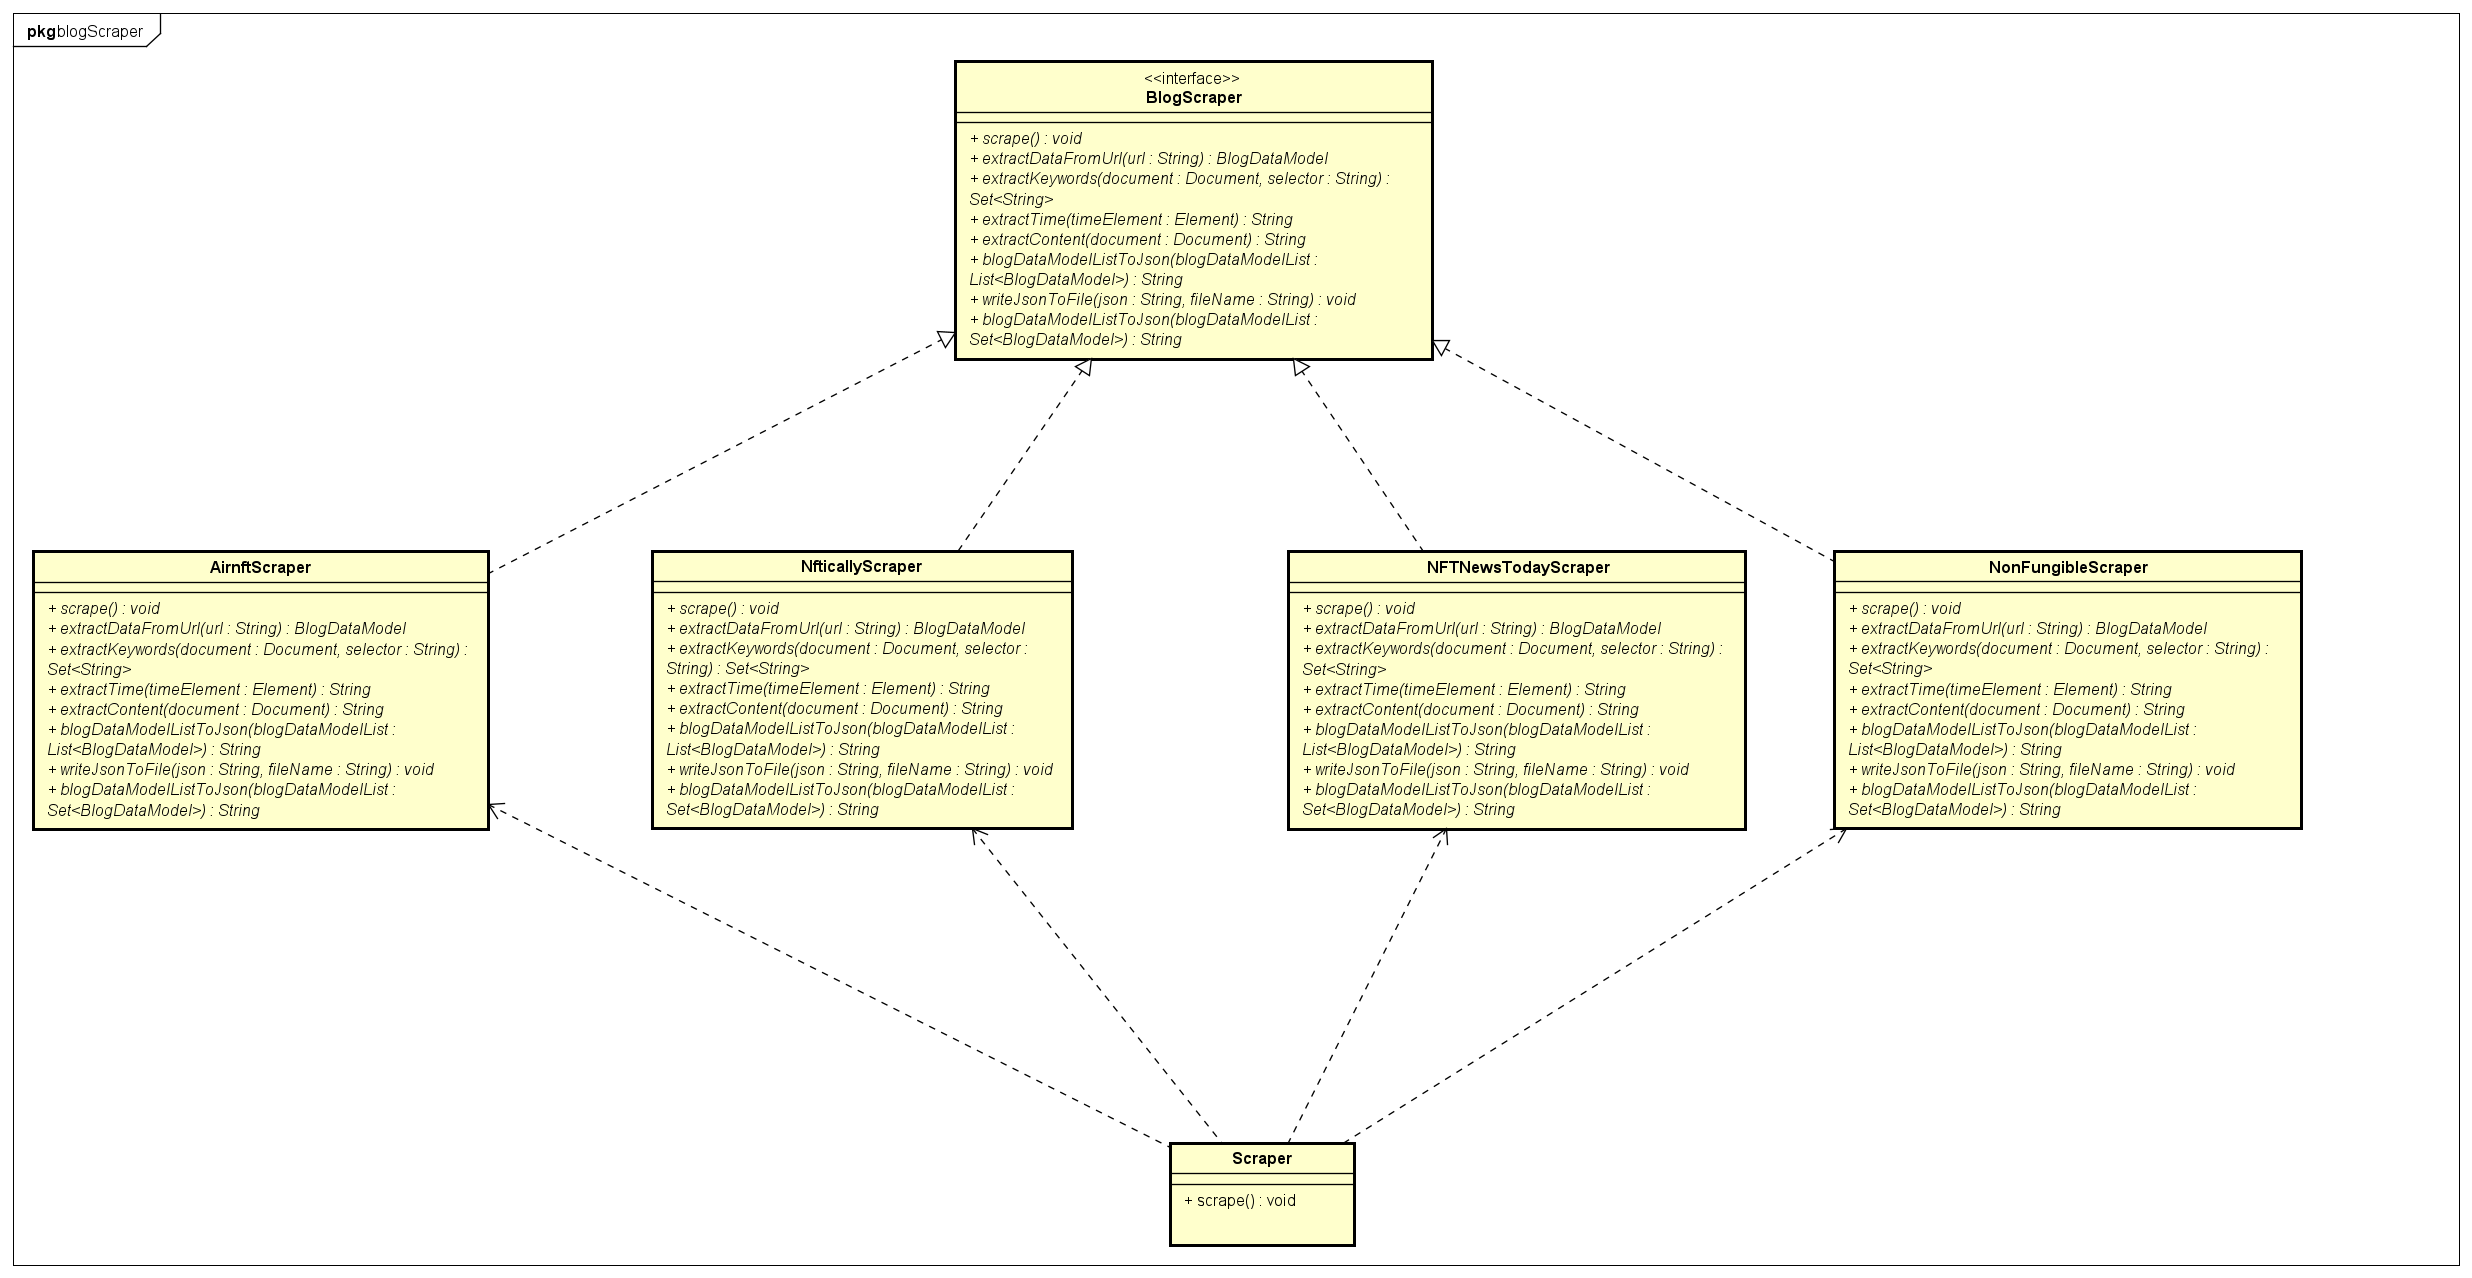 pkg blogScraper
<<interface>>
BlogScraper
+ scrape() : void
+ extractDataFromUrl(url : String) : BlogDataModel
+ extractKeywords(document : Document, selector : String) :
Set<String>
+ extractTime(timeElement : Element) : String
+ extractContent(document : Document) : String
+ blogDataModelListToJson(blogDataModelList :
List<BlogDataModel>) : String
+ writeJsonToFile(json : String, fileName : String) : void
+ blogDataModelListToJson(blogDataModelList :
Set<BlogDataModel>) : String
AirnftScraper
+ scrape() : void
+ extractDataFromUrl(url : String) : BlogDataModel
+ extractKeywords(document : Document, selector : String) :
Set<String>
+ extractTime(timeElement : Element) : String
+ extractContent(document : Document) : String
+ blogDataModelListToJson(blogDataModelList :
List<BlogDataModel>) : String
+ writeJsonToFile(json : String, fileName : String) : void
+ blogDataModelListToJson(blogDataModelList :
Set<BlogDataModel>) : String
NfticallyScraper
+ scrape() : void
+ extractDataFromUrl(url : String) : BlogDataModel
+ extractKeywords(document : Document, selector :
String) : Set<String>
+ extractTime(timeElement : Element) : String
+ extractContent(document : Document) : String
+ blogDataModelListToJson(blogDataModelList :
List<BlogDataModel>) : String
+ writeJsonToFile(json : String, fileName : String) : void
+ blogDataModelListToJson(blogDataModelList :
Set<BlogDataModel>) : String
NFTNewsTodayScraper
+ scrape() : void
+ extractDataFromUrl(url : String) : BlogDataModel
+ extractKeywords(document : Document, selector : String) :
Set<String>
+ extractTime(timeElement : Element) : String
+ extractContent(document : Document) : String
+ blogDataModelListToJson(blogDataModelList :
List<BlogDataModel>) : String
+ writeJsonToFile(json : String, fileName : String) : void
+ blogDataModelListToJson(blogDataModelList :
Set<BlogDataModel>) : String
NonFungibleScraper
+ scrape() : void
+ extractDataFromUrl(url : String) : BlogDataModel
+ extractKeywords(document : Document, selector : String) :
Set<String>
+ extractTime(timeElement : Element) : String
+ extractContent(document : Document) : String
+ blogDataModelListToJson(blogDataModelList :
List<BlogDataModel>) : String
+ writeJsonToFile(json : String, fileName : String) : void
+ blogDataModelListToJson(blogDataModelList :
Set<BlogDataModel>) : String
Scraper
+ scrape() : void